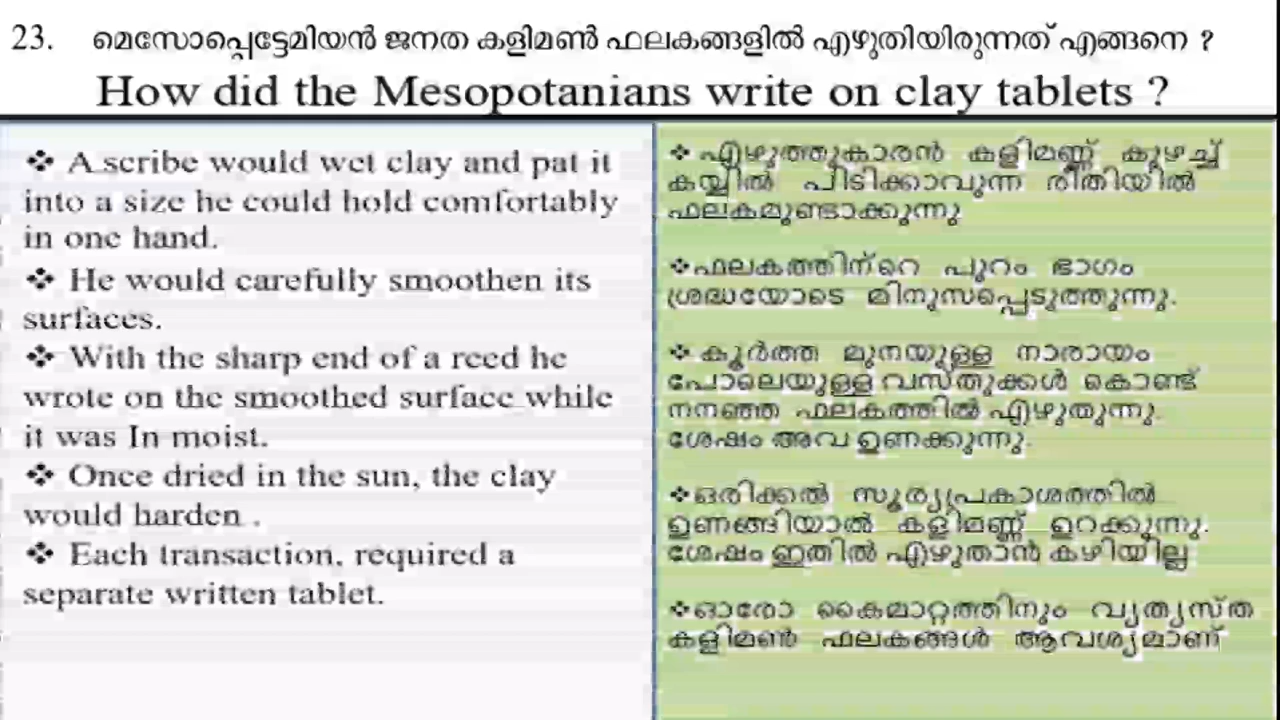 23. മെസോപ്പെട്ടേമിയൻ ജനത കളിമൺ ഫലകങ്ങളിൽ എഴുതിയിരുന്നത് എങ്ങനെ ?
How did the Mesopotanians write on clay tablets ?
❖ A scribe would wet clay and pat it
into a size he could hold comfortably
in one hand.
❖ He would carefully smoothen its
surfaces.
❖ With the sharp end of a reed he
wrote on the smoothed surface while
it was In moist.
❖ Once dried in the sun, the clay
would harden .
❖ Each transaction, required a
separate written tablet.
❖ എഴുത്തുകാരൻ കളിമണ്ണ് കുഴച്ച്
കയ്യിൽ പിടിക്കാവുന്ന രീതിയിൽ
ഫലകമുണ്ടാക്കുന്നു
❖ഫലകത്തിന്റെ പുറം ഭാഗം
ശ്രദ്ധയോടെ മിനുസപ്പെടുത്തുന്നു.
❖ കൂർത്ത മുനയുള്ള നാരായം
പോലെയുള്ള വസ്തുക്കൾ കൊണ്ട്
നനഞ്ഞ ഫലകത്തിൽ എഴുതുന്നു.
ശേഷം അവ ഉണക്കുന്നു.
❖ഒരിക്കൽ സൂര്യപ്രകാശത്തിൽ
ഉണങ്ങിയാൽ കളിമണ്ണ് ഉറക്കുന്നു.
ശേഷം ഇതിൽ എഴുതാൻ കഴിയില്ല
❖ഓരോ കൈമാറ്റത്തിനും വ്യത്യസ്ത
കളിമൺ ഫലകങ്ങൾ ആവശ്യമാണ്